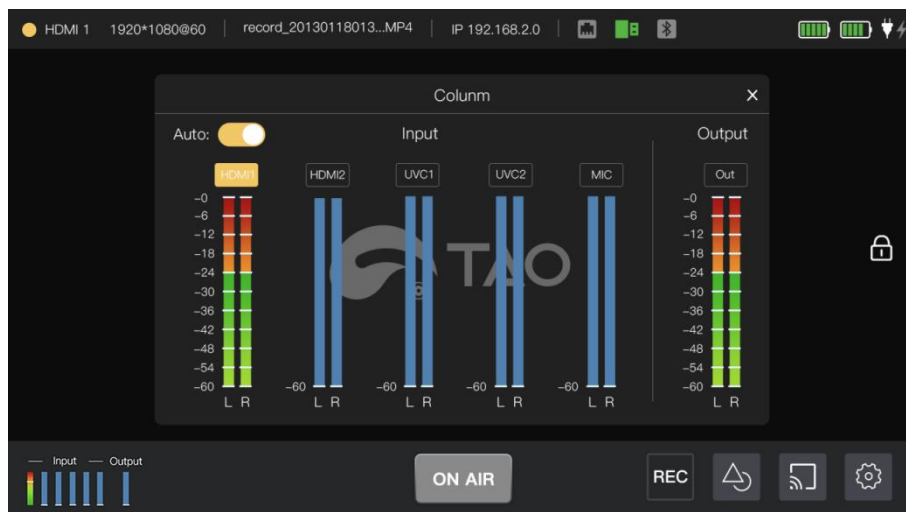 HDMI 1 1920*1080@60 record_20130118013...MP4 IP 192.168.2.0
Colunm X
Auto: Input Output
HDMI1 HDMI2 UVC1 UVC2 MIC Out
-0 -0
-6 -6
-12 -12
-18 -18
TAO
-24 -24
-30 -30
-36 -36
-42 -42
-48 -48
-54 -54
-60 -60 -60 -60 -60 -60
L R L R L R L R L R L R
Input Output
ON AIR REC